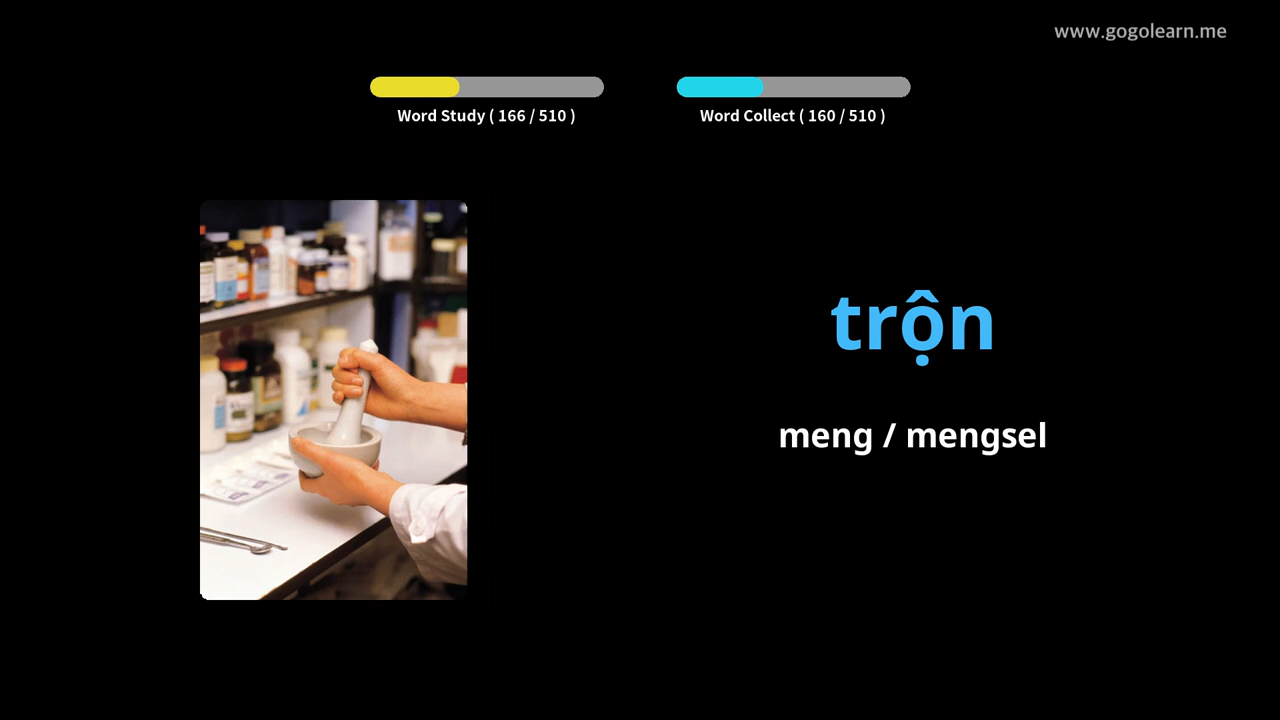 www.gogolearn.me
Word Study ( 166 / 510 )
Word Collect ( 160 / 510 )
trộn
meng / mengsel